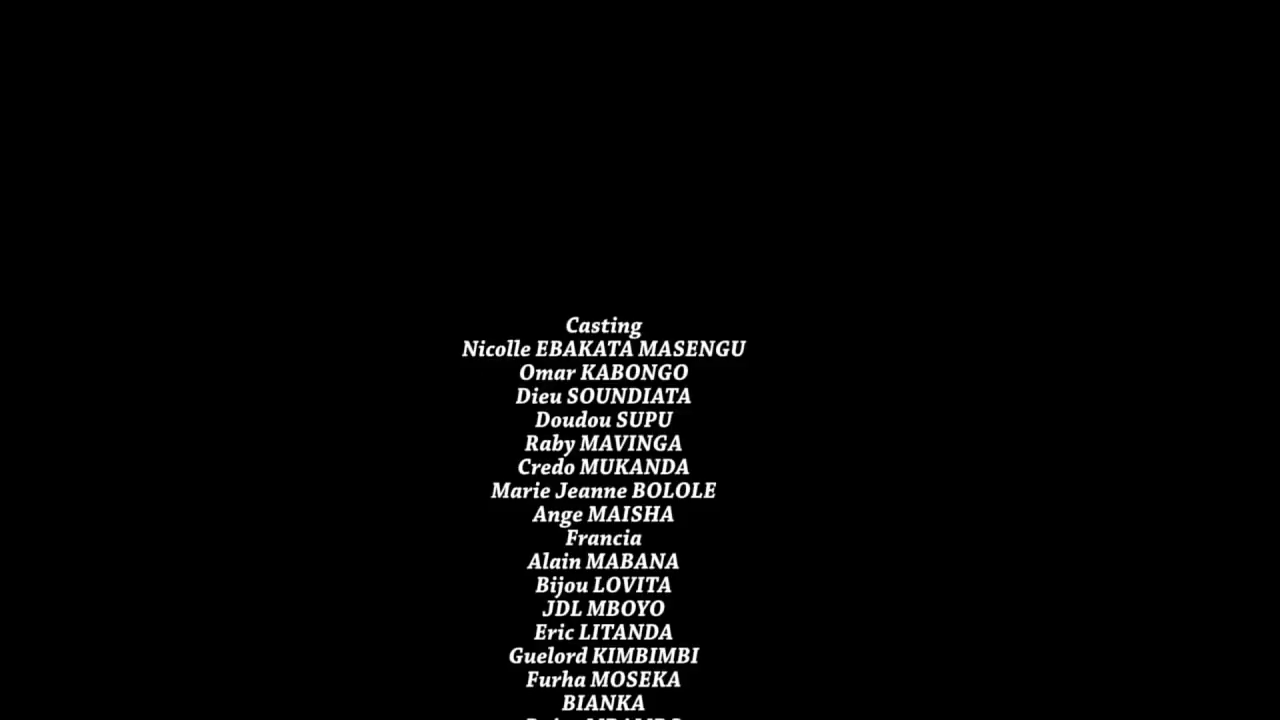 Casting
Nicolle EBAKATA MASENGU
Omar KABONGO
Dieu SOUNDIATA
Doudou SUPU
Raby MAVINGA
Credo MUKANDA
Marie Jeanne BOLOLE
Ange MAISHA
Francia
Alain MABANA
Bijou LOVITA
JDL MBOYO
Eric LITANDA
Guelord KIMBIMBI
Furha MOSEKA
BIANKA